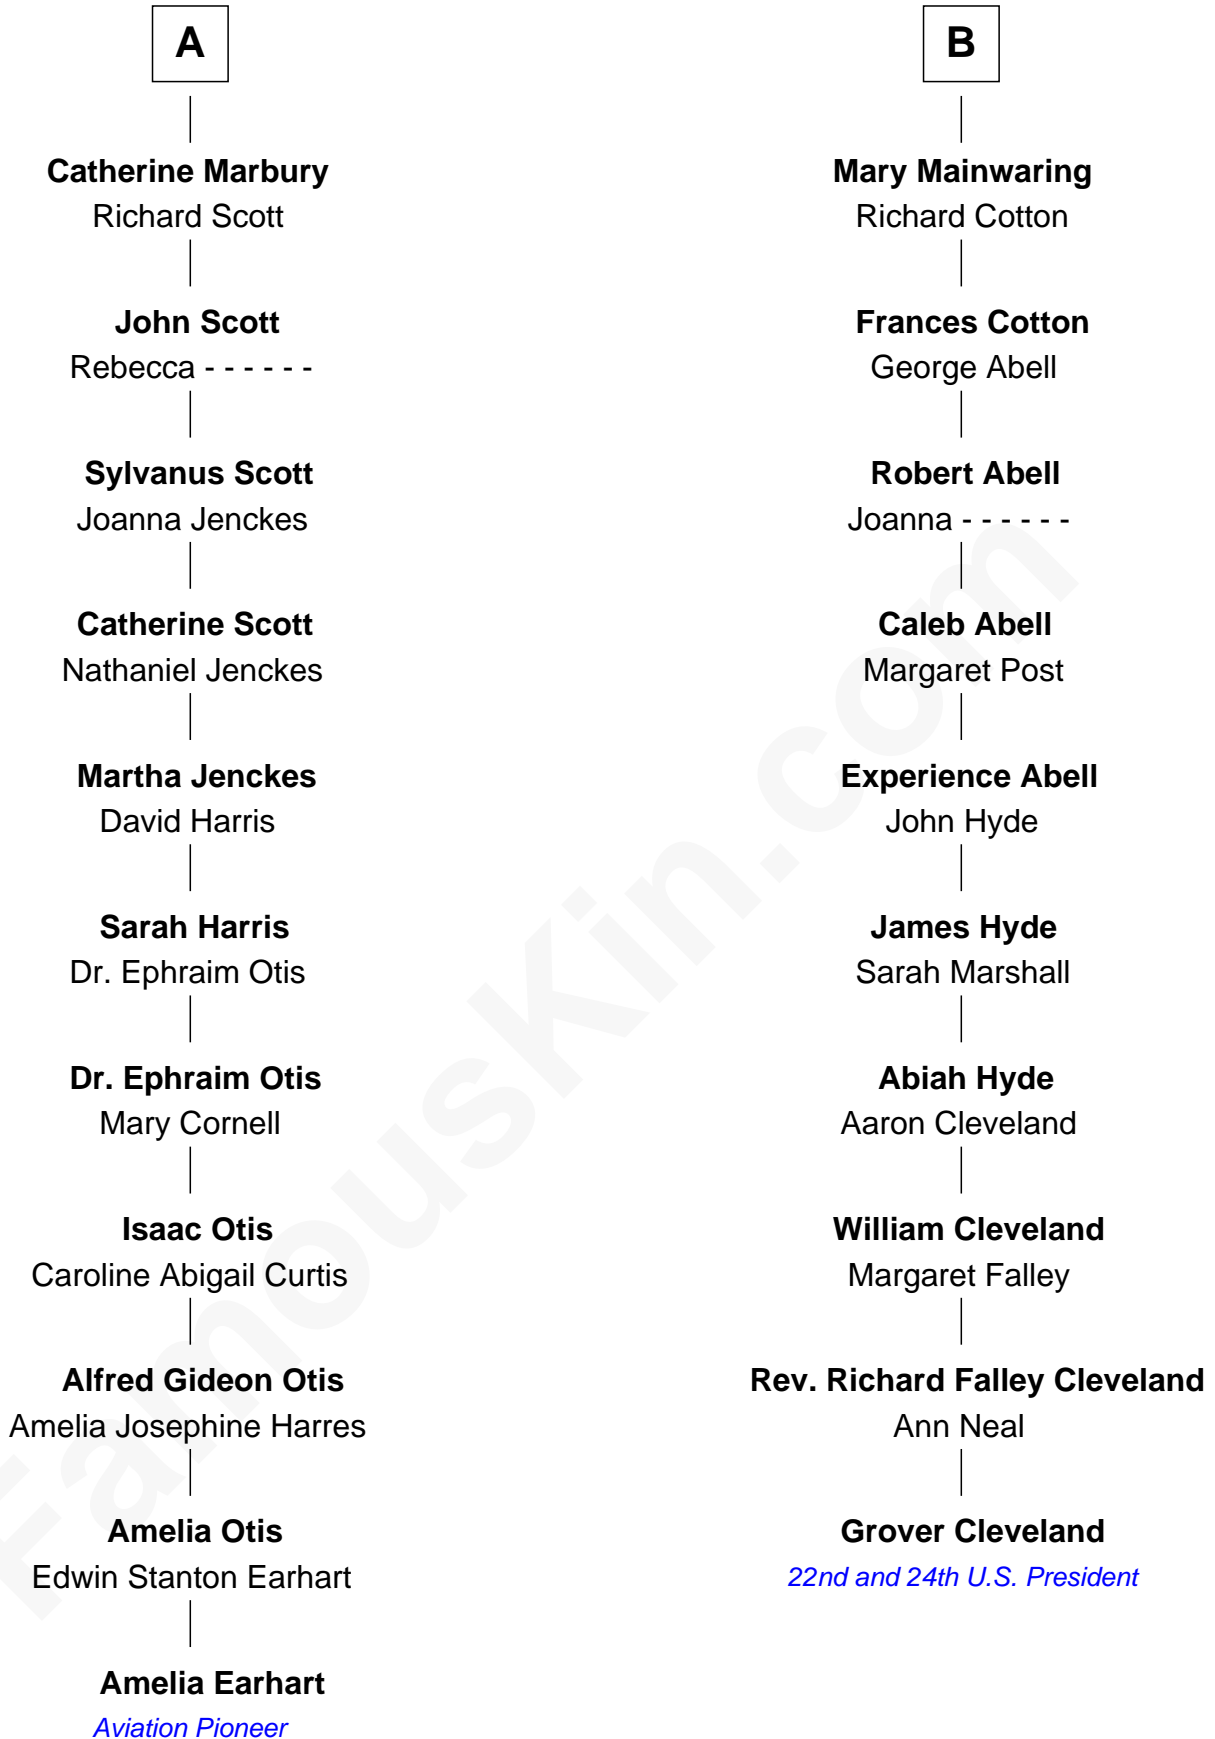 A
Catherine Marbury
Richard Scott
John Scott
Rebecca - - - - - -
Sylvanus Scott
Joanna Jenckes
Catherine Scott
Nathaniel Jenckes
Martha Jenckes
David Harris
Sarah Harris
Dr. Ephraim Otis
Dr. Ephraim Otis
Mary Cornell
Isaac Otis
Caroline Abigail Curtis
Alfred Gideon Otis
Amelia Josephine Harres
Amelia Otis
Edwin Stanton Earhart
Amelia Earhart
Aviation Pioneer
B
Mary Mainwaring
Richard Cotton
Frances Cotton
George Abell
Robert Abell
Joanna - - - - - -
Caleb Abell
Margaret Post
Experience Abell
John Hyde
James Hyde
Sarah Marshall
Abiah Hyde
Aaron Cleveland
William Cleveland
Margaret Falley
Rev. Richard Falley Cleveland
Ann Neal
Grover Cleveland
22nd and 24th U.S. President
FamousKin.com